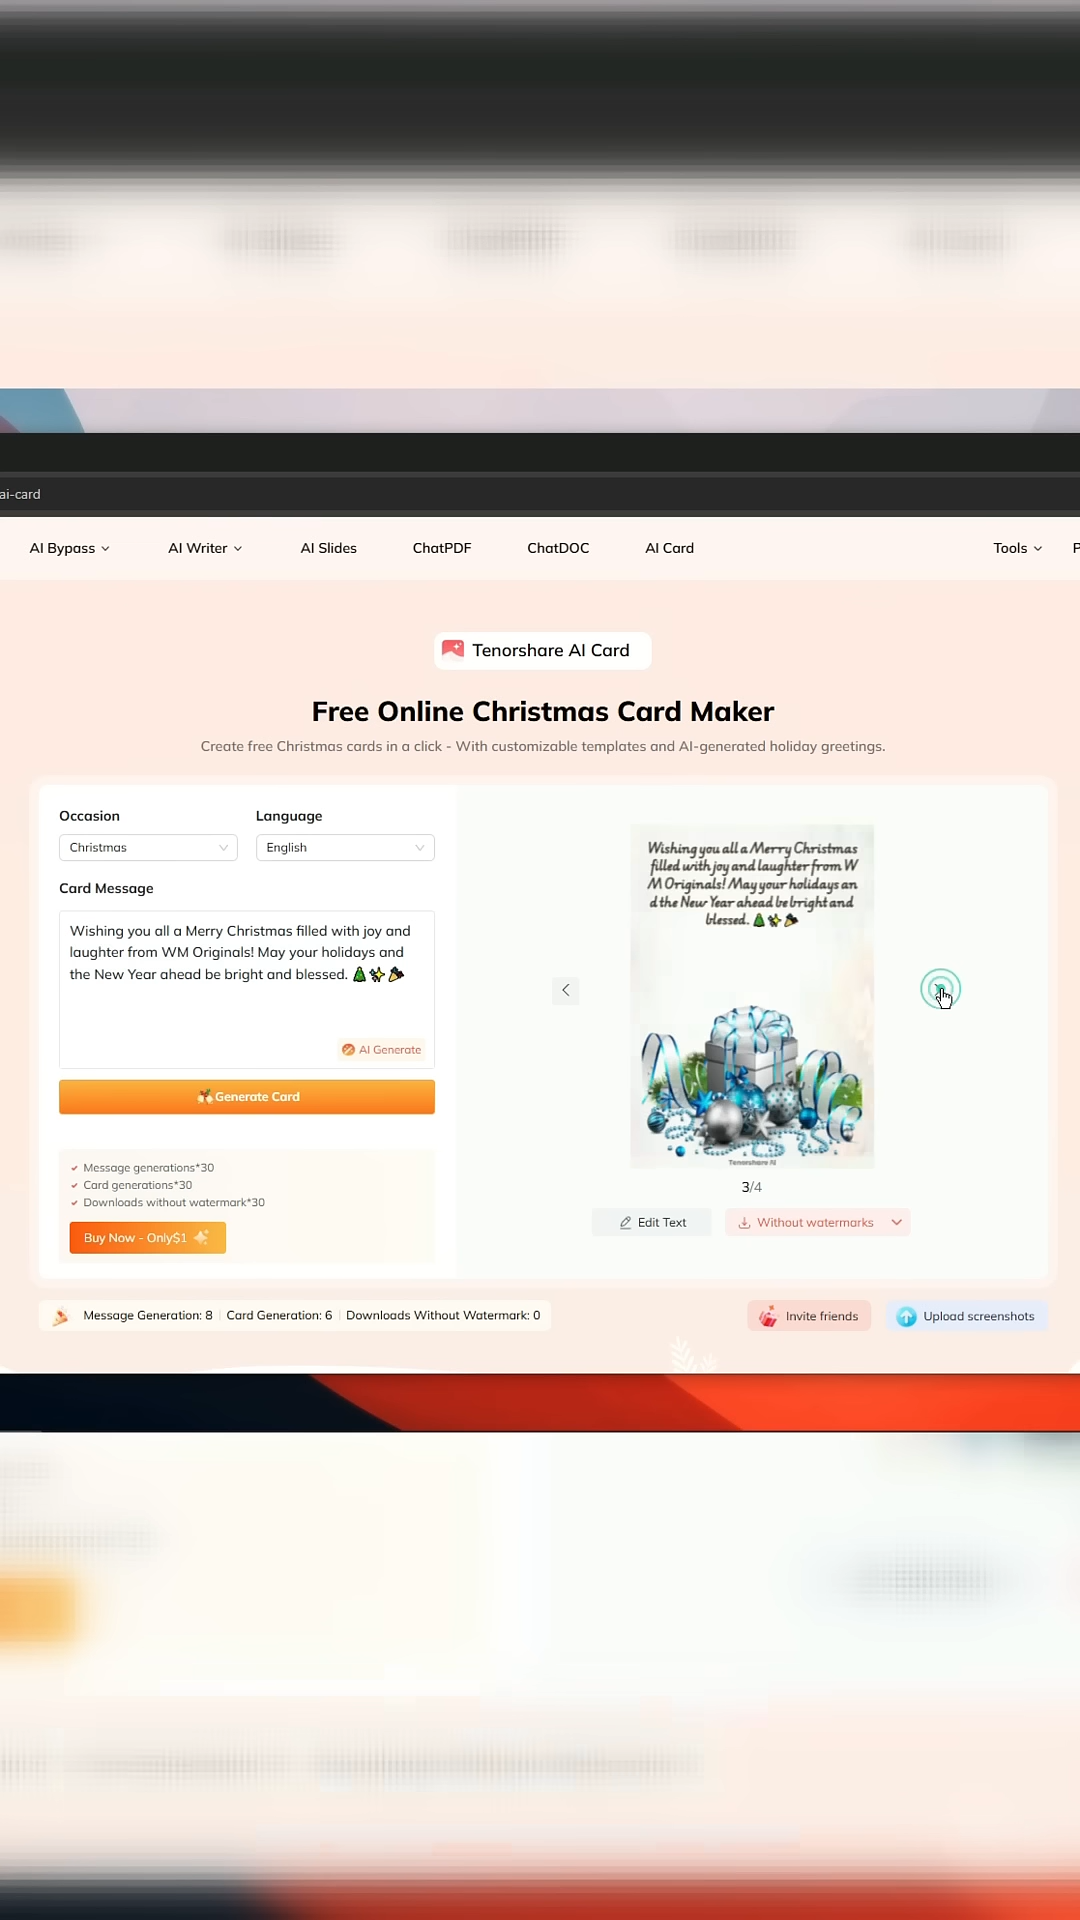 ai-card
AI Bypass
AI Writer
AI Slides
ChatPDF
ChatDOC
AI Card
Tools
P
Tenorshare AI Card
Free Online Christmas Card Maker
Create free Christmas cards in a click - With customizable templates and AI-generated holiday greetings.
Occasion
Language
Christmas
English
Card Message
Wishing you all a Merry Christmas filled with joy and
laughter from WM Originals! May your holidays and
the New Year ahead be bright and blessed. 🎄✨🎉
AI Generate
Generate Card
Message generations*30
Card generations*30
Downloads without watermark*30
Buy Now - Only$1
Wishing you all a Merry Christmas
filled with joy and laughter from W
M Originals! May your holidays an
d the New Year ahead be bright and
blessed. 🎄✨🎉
Tenorshare AI
3/4
Edit Text
Without watermarks
Message Generation: 8
Card Generation: 6
Downloads Without Watermark: 0
Invite friends
Upload screenshots